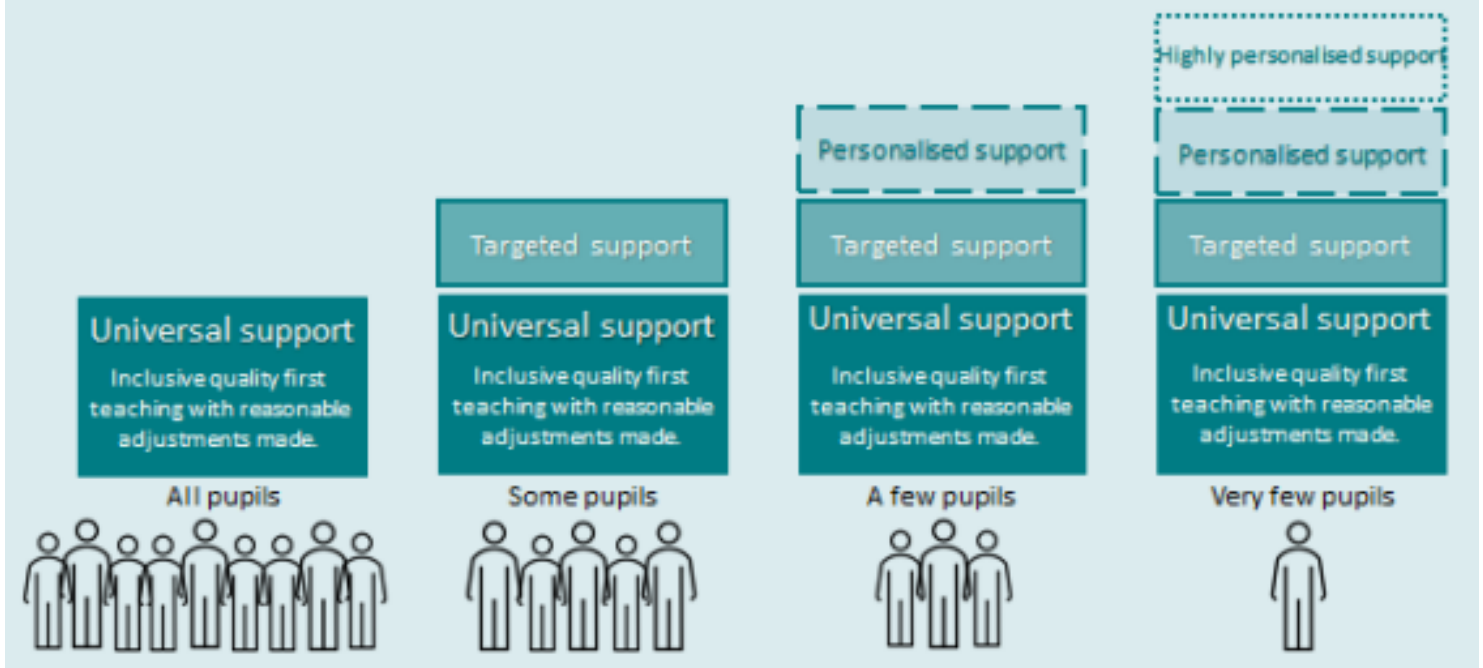 Universal support
Inclusive quality first
teaching with reasonable
adjustments made.
All pupils
Targeted support
Universal support
Inclusive quality first
teaching with reasonable
adjustments made.
Some pupils
Personalised support
Targeted support
Universal support
Inclusive quality first
teaching with reasonable
adjustments made.
A few pupils
Highly personalised support
Personalised support
Targeted support
Universal support
Inclusive quality first
teaching with reasonable
adjustments made.
Very few pupils